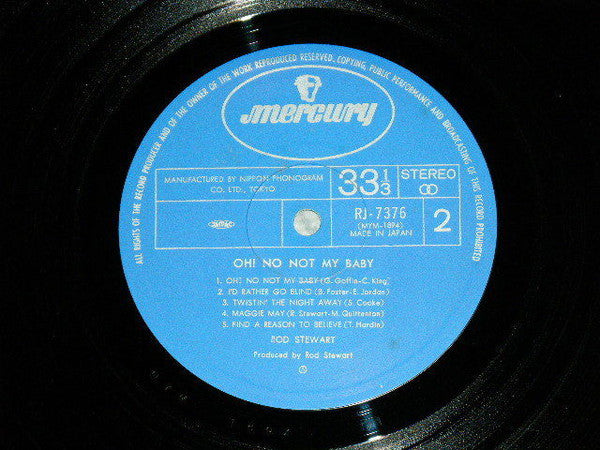 ALL RIGHTS OF THE RECORD PRODUCER AND OF THE OWNER OF THE WORK REPRODUCED RESERVED. COPYING, PUBLIC PERFORMANCE AND BROADCASTING OF THIS RECORD PROHIBITED
mercury
MANUFACTURED BY NIPPON PHONOGRAM CO. LTD., TOKYO
33 1/3
STEREO
RJ-7376
(MYM-1894)
MADE IN JAPAN
2
OH! NO NOT MY BABY
1. OH! NO NOT MY BABY (G. Goffin-C. King)
2. I'D RATHER GO BLIND (B. Foster-E. Jordan)
3. TWISTIN' THE NIGHT AWAY (S. Cooke)
4. MAGGIE MAY (R. Stewart-M. Quittenton)
5. FIND A REASON TO BELIEVE (T. Hardin)
ROD STEWART
Produced by Rod Stewart